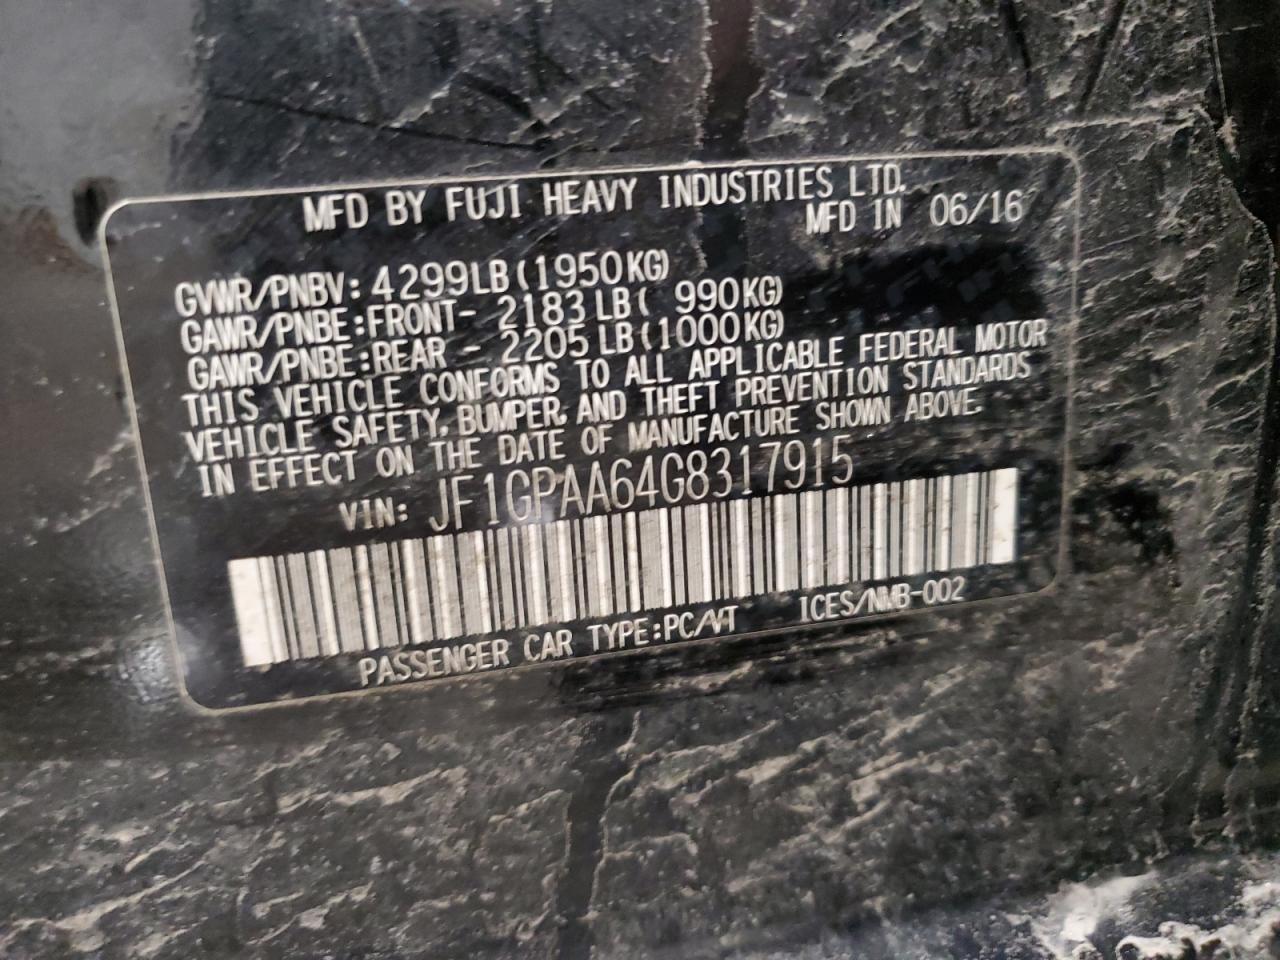 MFD BY FUJI HEAVY INDUSTRIES LTD.
MFD IN 06/16
GVWR/PNBV: 4299LB(1950KG)
GAWR/PNBE:FRONT- 2183LB( 990KG)
GAWR/PNBE:REAR - 2205LB(1000KG)
THIS VEHICLE CONFORMS TO ALL APPLICABLE FEDERAL MOTOR
VEHICLE SAFETY, BUMPER, AND THEFT PREVENTION STANDARDS
IN EFFECT ON THE DATE OF MANUFACTURE SHOWN ABOVE.
VIN: JF1GPAA64G8317915
PASSENGER CAR TYPE:PC/VT ICES/NMB-002